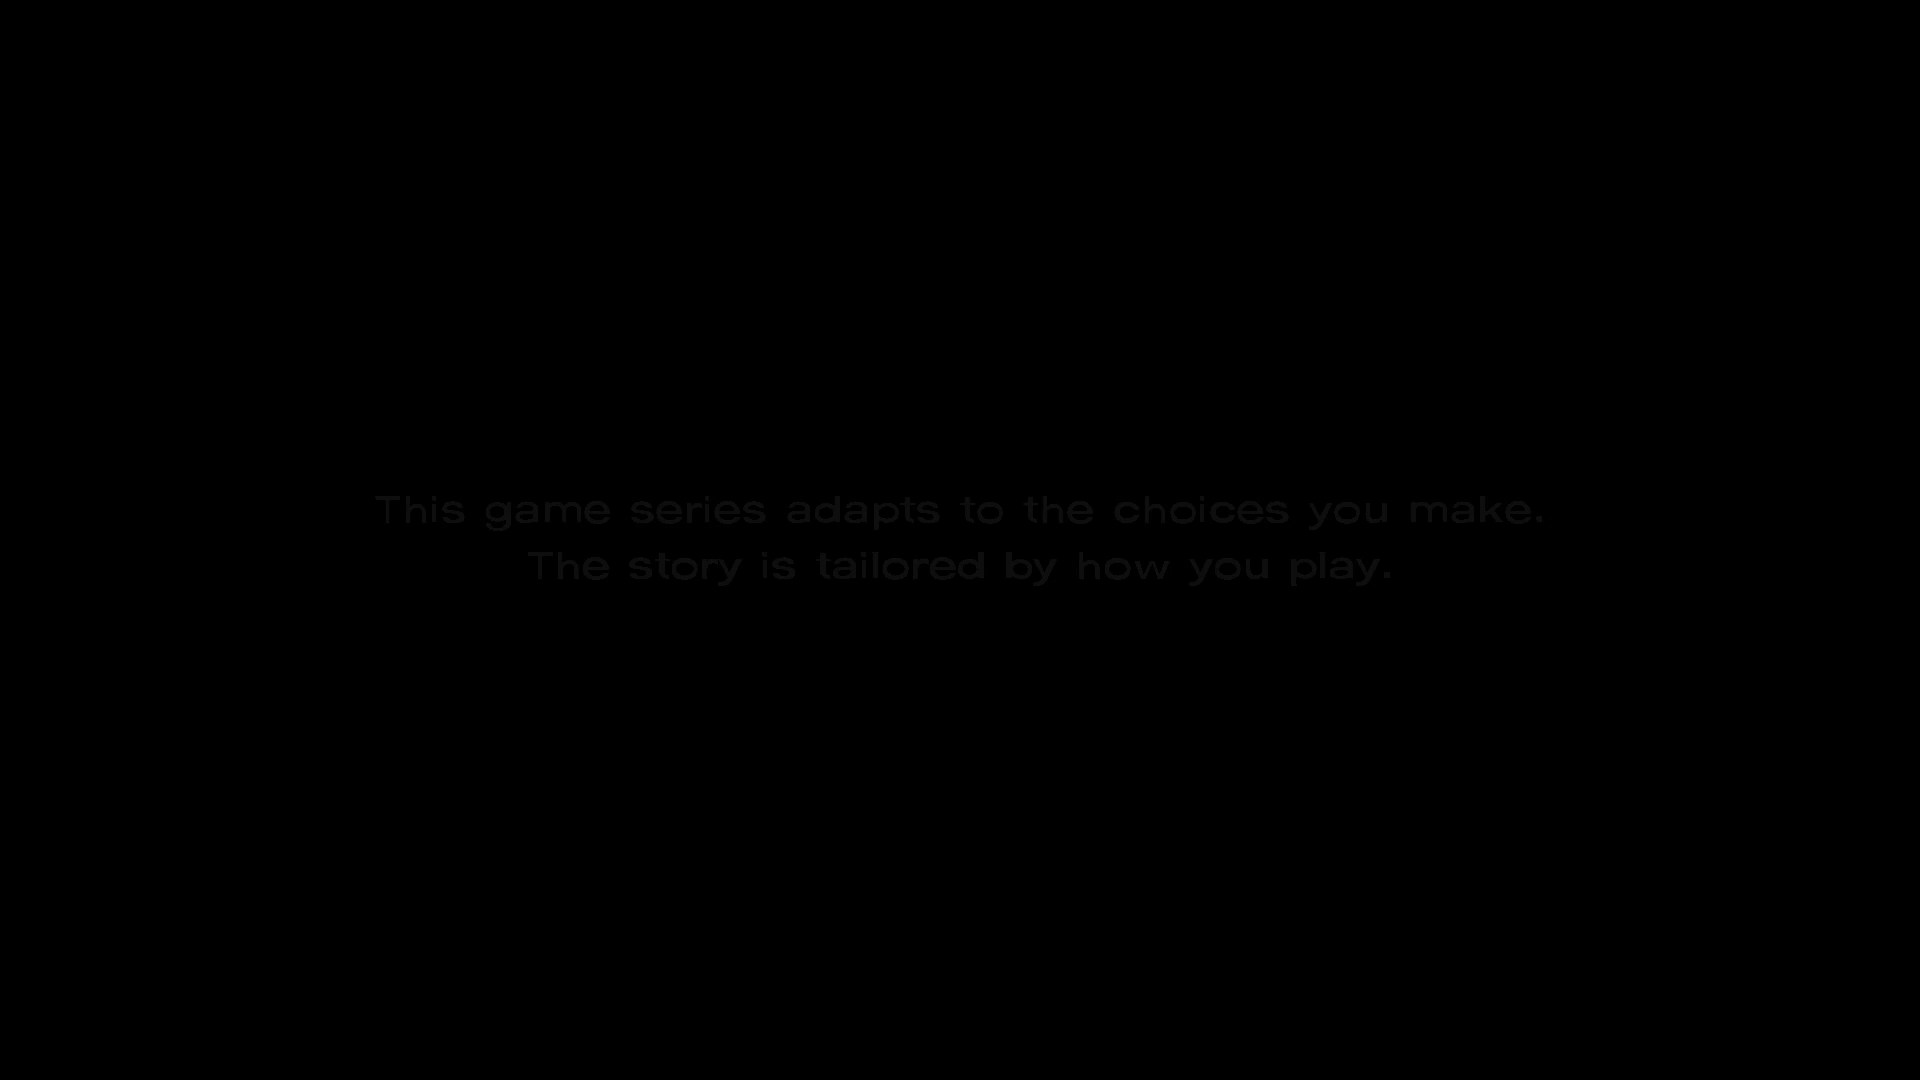 This game series adapts to the choices you make.
The story is tailored by how you play.